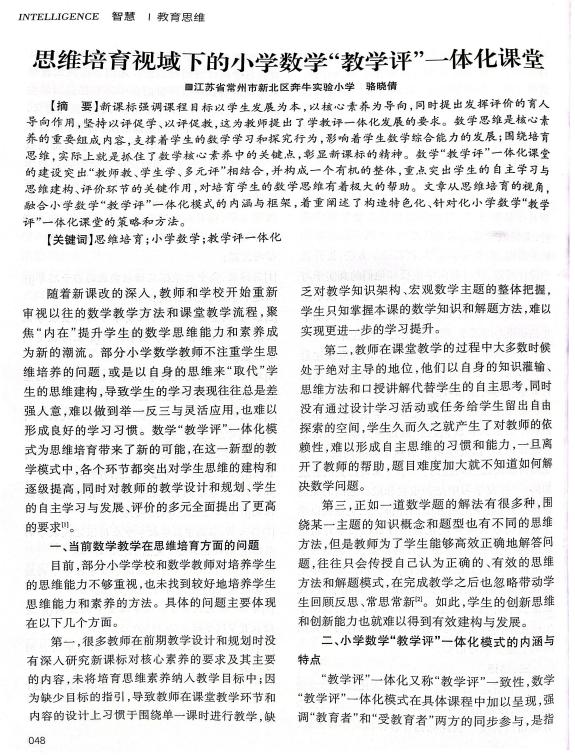 INTELLIGENCE 智慧 | 教育思维
思维培育视域下的小学数学“教学评”一体化课堂
■江苏省常州市新北区奔牛实验小学 骆晓倩
【摘 要】新课标强调课程目标以学生发展为本,以核心素养为导向,同时提出发挥评价的育人
导向作用,坚持以评促学、以评促教,这为教师提出了学教评一体化发展的要求。数学思维是核心素
养的重要组成内容,支撑着学生的数学学习和探究行为,影响着学生数学综合能力的发展;围绕培育
思维,实际上就是抓住了数学核心素养中的关键点,彰显新课标的精神。数学“教学评”一体化课堂
的建设突出“教师教、学生学、多元评”相结合,并构成一个有机的整体,重点突出学生的自主学习与
思维建构、评价环节的关键作用,对培育学生的数学思维有着极大的帮助。文章从思维培育的视角,
融合小学数学“教学评”一体化模式的内涵与框架,着重阐述了构造特色化、针对化小学数学“教学
评”一体化课堂的策略和方法。
【关键词】思维培育;小学数学;教学评一体化
随着新课改的深入,教师和学校开始重新
审视以往的数学教学方法和课堂教学流程,聚
焦“内在”提升学生的数学思维能力和素养成
为新的潮流。部分小学数学教师不注重学生思
维培养的问题,或是以自身的思维来“取代”学
生的思维建构,导致学生的学习表现往往总是差
强人意,难以做到举一反三与灵活应用,也难以
形成良好的学习习惯。数学“教学评”一体化模
式为思维培育带来了新的可能,在这一新型的教
学模式中,各个环节都突出对学生思维的建构和
逐级提高,同时对教师的教学设计和规划、学生
的自主学习与发展、评价的多元全面提出了更高
的要求[1]。
一、当前数学教学在思维培育方面的问题
目前,部分小学学校和数学教师对培养学生
的思维能力不够重视,也未找到较好地培养学生
思维能力和素养的方法。具体的问题主要体现
在以下几个方面。
第一,很多教师在前期教学设计和规划时没
有深入研究新课标对核心素养的要求及其主要
的内容,未将培育思维素养纳入教学目标中;因
为缺少目标的指引,导致教师在课堂教学环节和
内容的设计上习惯于围绕单一课时进行教学,缺
乏对教学知识架构、宏观数学主题的整体把握,
学生只知掌握本课的数学知识和解题方法,难以
实现更进一步的学习提升。
第二,教师在课堂教学的过程中大多数时候
处于绝对主导的地位,他们以自身的知识灌输、
思维方法和口授讲解代替学生的自主思考,同时
没有通过设计学习活动或任务给学生留出自由
探索的空间,学生久而久之就产生了对教师的依
赖性,难以形成自主思维的习惯和能力,一旦离
开了教师的帮助,题目难度加大就不知道如何解
决数学问题。
第三,正如一道数学题的解法有很多种,围
绕某一主题的知识概念和题型也有不同的思维
方法,但是教师为了学生能够高效正确地解答问
题,往往只会传授自己认为正确的、有效的思维
方法和解题模式,在完成教学之后也忽略带动学
生回顾反思、常思常新[2]。如此,学生的创新思维
和创新能力也就难以得到有效建构与发展。
二、小学数学“教学评”一体化模式的内涵与
特点
“教学评”一体化又称“教学评”一致性,数学
“教学评”一体化模式在具体课程中加以呈现,强
调“教育者”和“受教育者”两方的同步参与,是指
048